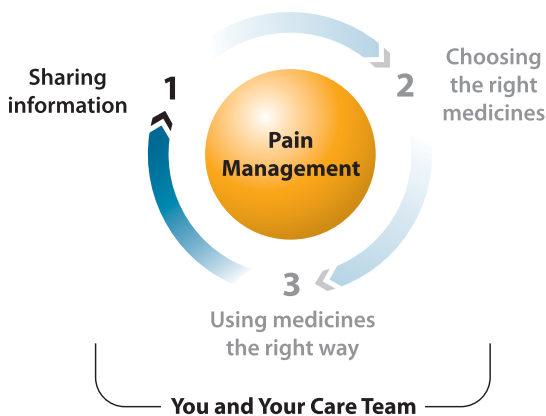 1
Sharing
information
2
Choosing
the right
medicines
Pain
Management
3
Using medicines
the right way
You and Your Care Team